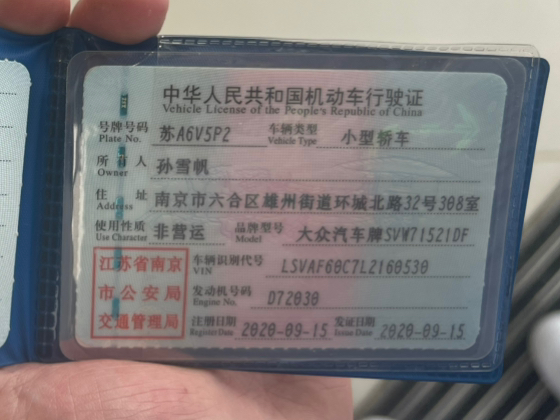 中华人民共和国机动车行驶证
Vehicle License of the People's Republic of China
号牌号码 Plate No. 苏A6V5P2 车辆类型 Vehicle Type 小型轿车
所有人 Owner 孙雪帆
住址 Address 南京市六合区雄州街道环城北路32号308室
使用性质 Use Character 非营运 品牌型号 Model 大众汽车牌SVW71521DF
江苏省南京市公安局交通管理局
车辆识别代号 VIN LSVAF60C7L2160530
发动机号码 Engine No. D72030
注册日期 Register Date 2020-09-15 发证日期 Issue Date 2020-09-15